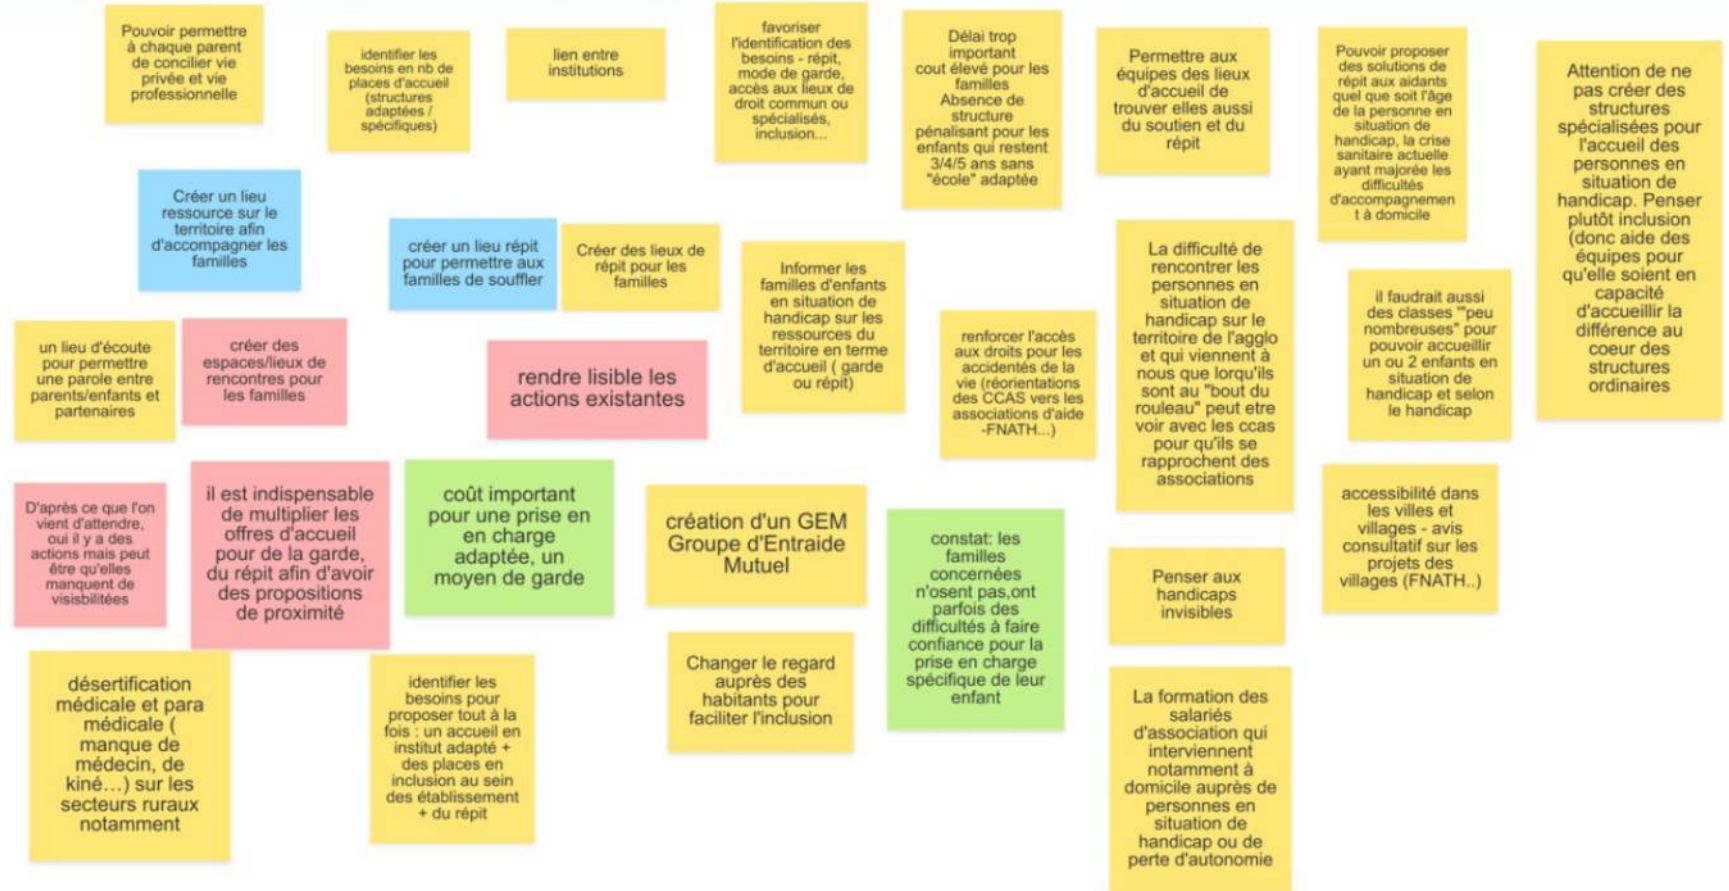 Pouvoir permettre
à chaque parent
de concilier vie
privée et vie
professionnelle
identifier les
besoins en nb de
places d'accueil
(structures
adaptées /
spécifiques)
lien entre
institutions
favoriser
l'identification des
besoins - répit,
mode de garde,
accès aux lieux de
droit commun ou
spécialisés,
inclusion...
Délai trop
important
cout élevé pour les
familles
Absence de
structure
pénalisant pour les
enfants qui restent
3/4/5 ans sans
"école" adaptée
Permettre aux
équipes des lieux
d'accueil de
trouver elles aussi
du soutien et du
répit
Pouvoir proposer
des solutions de
répit aux aidants
quel que soit l'âge
de la personne en
situation de
handicap, la crise
sanitaire actuelle
ayant majorée les
difficultés
d'accompagnemen
t à domicile
Attention de ne
pas créer des
structures
spécialisées pour
l'accueil des
personnes en
situation de
handicap. Penser
plutôt inclusion
(donc aide des
équipes pour
qu'elle soient en
capacité
d'accueillir la
différence au
coeur des
structures
ordinaires
Créer un lieu
ressource sur le
territoire afin
d'accompagner les
familles
créer un lieu répit
pour permettre aux
familles de souffler
Créer des lieux de
répit pour les
familles
Informer les
familles d'enfants
en situation de
handicap sur les
ressources du
territoire en terme
d'accueil ( garde
ou répit)
La difficulté de
rencontrer les
personnes en
situation de
handicap sur le
territoire de l'agglo
et qui viennent à
nous que lorqu'ils
sont au "bout du
rouleau" peut etre
voir avec les ccas
pour qu'ils se
rapprochent des
associations
il faudrait aussi
des classes '"peu
nombreuses" pour
pouvoir accueillir
un ou 2 enfants en
situation de
handicap et selon
le handicap
un lieu d'écoute
pour permettre
une parole entre
parents/enfants et
partenaires
créer des
espaces/lieux de
rencontres pour
les familles
rendre lisible les
actions existantes
renforcer l'accès
aux droits pour les
accidentés de la
vie (réorientations
des CCAS vers les
associations d'aide
-FNATH...)
D'après ce que l'on
vient d'attendre,
oui il y a des
actions mais peut
être qu'elles
manquent de
visisbilitées
il est indispensable
de multiplier les
offres d'accueil
pour de la garde,
du répit afin d'avoir
des propositions
de proximité
coût important
pour une prise en
en charge
adaptée, un
moyen de garde
création d'un GEM
Groupe d'Entraide
Mutuel
constat: les
familles
concernées
n'osent pas,ont
parfois des
difficultés à faire
confiance pour la
prise en charge
spécifique de leur
enfant
Penser aux
handicaps
invisibles
accessibilité dans
les villes et
villages - avis
consultatif sur les
projets des
villages (FNATH..)
désertification
médicale et para
médicale (
manque de
médecin, de
kiné...) sur les
secteurs ruraux
notamment
identifier les
besoins pour
proposer tout à la
fois : un accueil en
institut adapté +
des places en
inclusion au sein
des établissement
+ du répit
Changer le regard
auprès des
habitants pour
faciliter l'inclusion
La formation des
salariés
d'association qui
interviennent
notamment à
domicile auprès de
personnes en
situation de
handicap ou de
perte d'autonomie